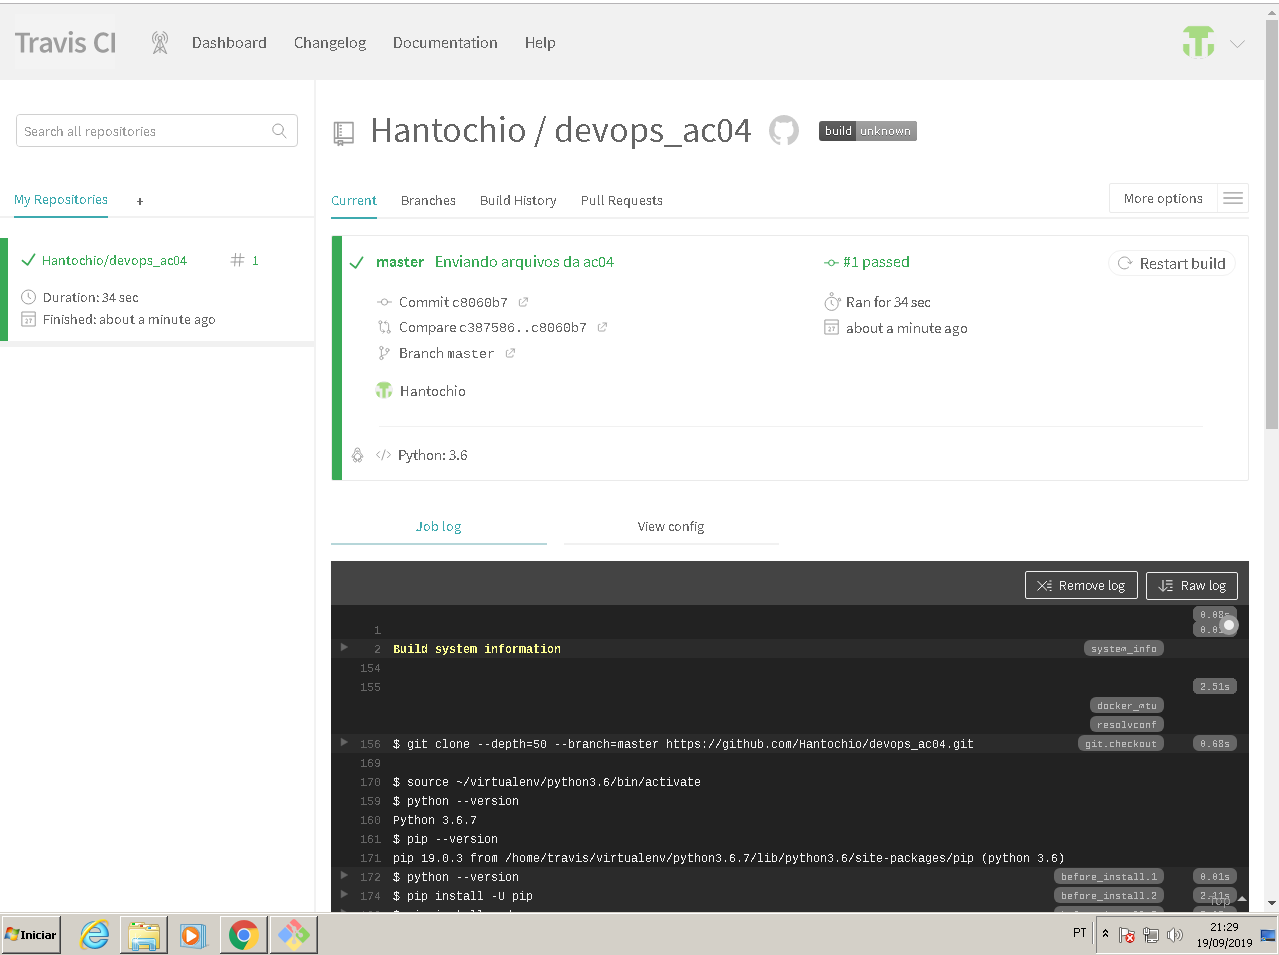 Travis CI
Dashboard
Changelog
Documentation
Help
Search all repositories
My Repositories
+
Hantochio/devops_ac04
# 1
Duration: 34 sec
Finished: about a minute ago
Hantochio / devops_ac04
build unknown
Current
Branches
Build History
Pull Requests
More options
master Enviando arquivos da ac04
#1 passed
Restart build
Commit c8060b7
Ran for 34 sec
Compare c387586..c8060b7
about a minute ago
Branch master
Hantochio
</> Python: 3.6
Job log
View config
Remove log
Raw log
0.08s
1
2 Build system information system_info
154
155 2.51s
docker_mtu
resolvconf
156 $ git clone --depth=50 --branch=master https://github.com/Hantochio/devops_ac04.git git.checkout 0.68s
169
170 $ source ~/virtualenv/python3.6/bin/activate
159 $ python --version
160 Python 3.6.7
161 $ pip --version
171 pip 19.0.3 from /home/travis/virtualenv/python3.6.7/lib/python3.6/site-packages/pip (python 3.6)
172 $ python --version before_install.1 0.01s
174 $ pip install -U pip before_install.2 2.11s
Top
Iniciar
PT
21:29
19/09/2019